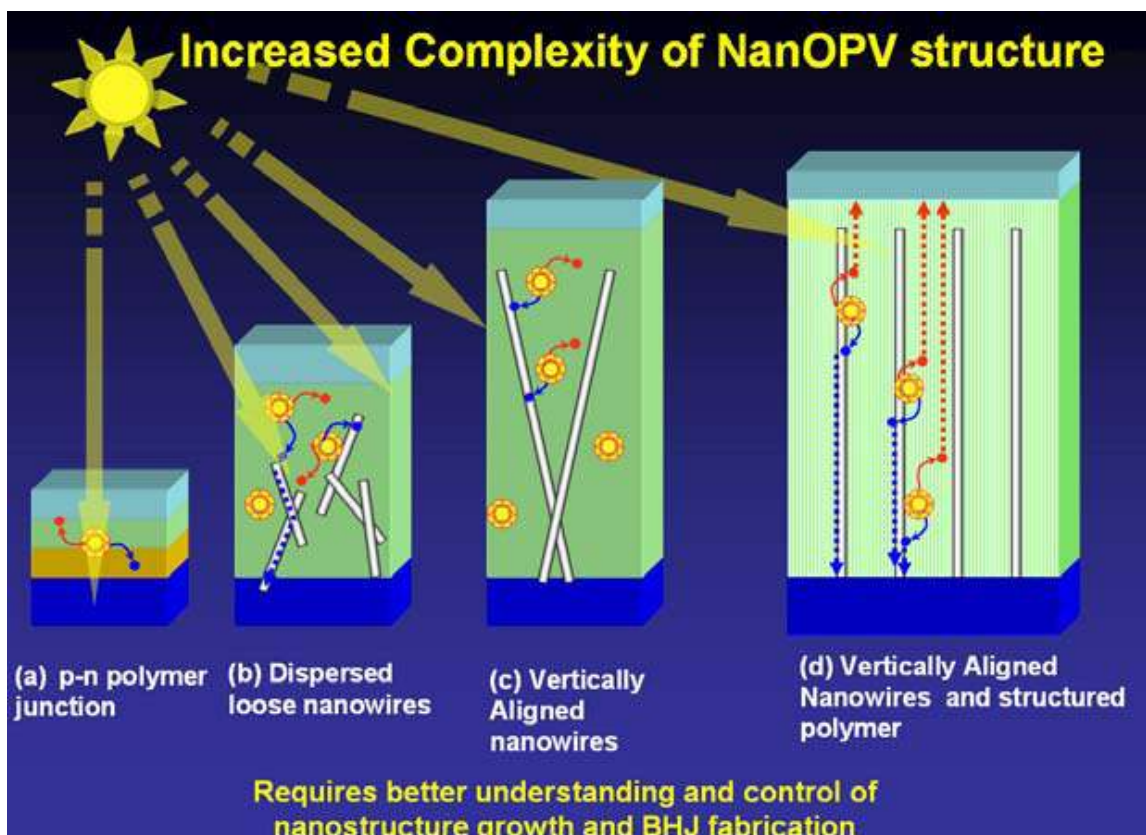 Increased Complexity of NanOPV structure
(a) p-n polymer
junction
(b) Dispersed
loose nanowires
(c) Vertically
Aligned
nanowires
(d) Vertically Aligned
Nanowires and structured
polymer
Requires better understanding and control of
nanostructure growth and BHJ fabrication